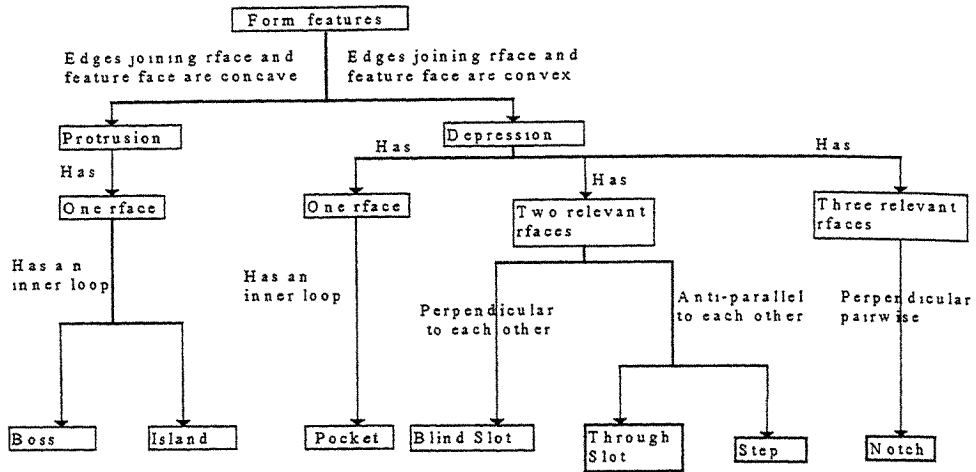 Form features
Edges joining rface and
feature face are concave
Edges joining rface and
feature face are convex
Protrusion
Depression
Has
Has
Has
Has
One rface
One rface
Two relevant
rfaces
Three relevant
rfaces
Has an
inner loop
Has an
inner loop
Perpendicular
to each other
Anti-parallel
to each other
Perpendicular
pairwise
Boss
Island
Pocket
Blind Slot
Through
Slot
Step
Notch